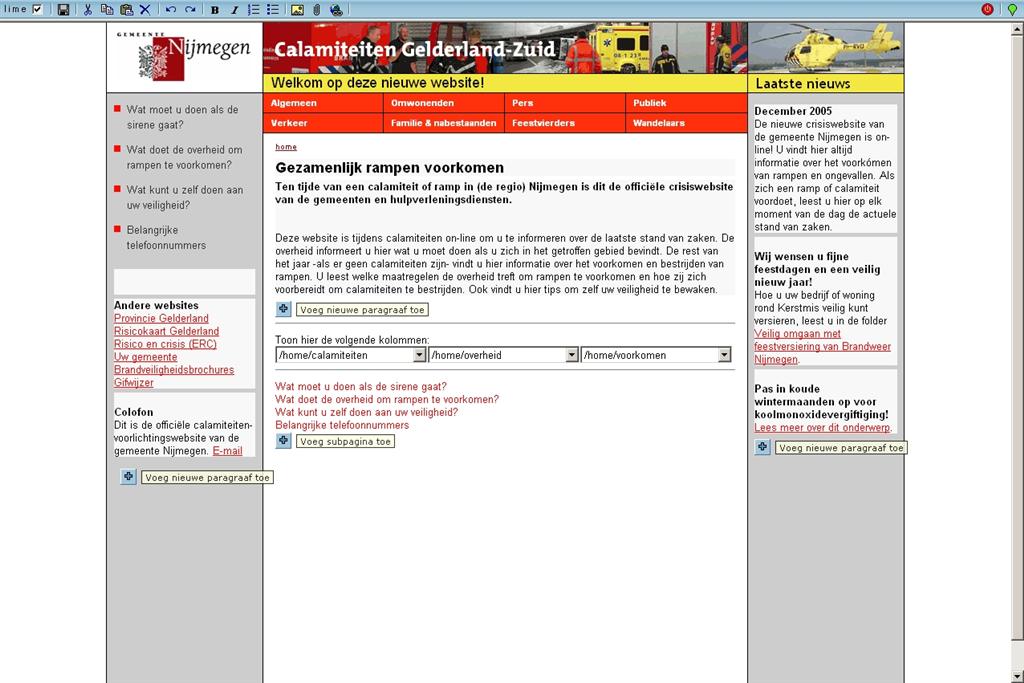 lime
B I
GEMEENTE
Nijmegen
Calamiteiten Gelderland-Zuid
PH-RVD
Welkom op deze nieuwe website!
Laatste nieuws
Algemeen Omwonenden Pers Publiek
Verkeer Familie & nabestaanden Feestvierders Wandelaars
Wat moet u doen als de
sirene gaat?
Wat doet de overheid om
rampen te voorkomen?
Wat kunt u zelf doen aan
uw veiligheid?
Belangrijke
telefoonnummers
Andere websites
Provincie Gelderland
Risicokaart Gelderland
Risico en crisis (ERC)
Uw gemeente
Brandveiligheidsbrochures
Gifwijzer
Colofon
Dit is de officiële calamiteiten-
voorlichtingswebsite van de
gemeente Nijmegen. E-mail
Voeg nieuwe paragraaf toe
home
Gezamenlijk rampen voorkomen
Ten tijde van een calamiteit of ramp in (de regio) Nijmegen is dit de officiële crisiswebsite
van de gemeenten en hulpverleningsdiensten.
Deze website is tijdens calamiteiten on-line om u te informeren over de laatste stand van zaken. De
overheid informeert u hier wat u moet doen als u zich in het getroffen gebied bevindt. De rest van
het jaar -als er geen calamiteiten zijn- vindt u hier informatie over het voorkomen en bestrijden van
rampen. U leest welke maatregelen de overheid treft om rampen te voorkomen en hoe zij zich
voorbereidt om calamiteiten te bestrijden. Ook vindt u hier tips om zelf uw veiligheid te bewaken.
Voeg nieuwe paragraaf toe
Toon hier de volgende kolommen:
/home/calamiteiten /home/overheid /home/voorkomen
Wat moet u doen als de sirene gaat?
Wat doet de overheid om rampen te voorkomen?
Wat kunt u zelf doen aan uw veiligheid?
Belangrijke telefoonnummers
Voeg subpagina toe
December 2005
De nieuwe crisiswebsite van
de gemeente Nijmegen is on-
line! U vindt hier altijd
informatie over het voorkómen
van rampen en ongevallen. Als
zich een ramp of calamiteit
voordoet, leest u hier op elk
moment van de dag de actuele
stand van zaken.
Wij wensen u fijne
feestdagen en een veilig
nieuw jaar!
Hoe u uw bedrijf of woning
rond Kerstmis veilig kunt
versieren, leest u in de folder
Veilig omgaan met
feestversiering van Brandweer
Nijmegen.
Pas in koude
wintermaanden op voor
koolmonoxidevergiftiging!
Lees meer over dit onderwerp.
Voeg nieuwe paragraaf toe